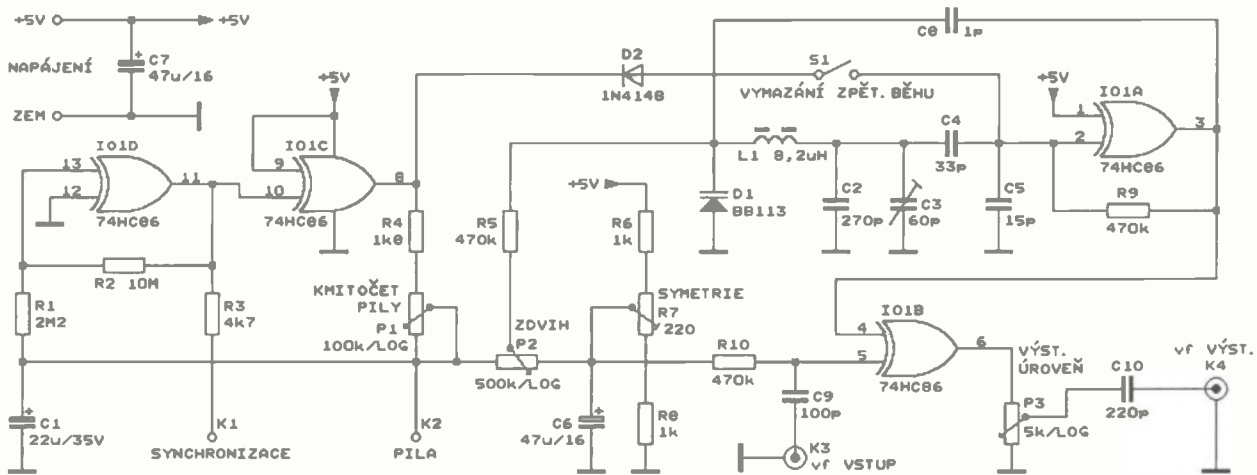 +5V
+5V
C7
47u/16
NAPÁJENÍ
ZEM
C8
1p
D2
1N4148
S1
VYMAZÁNÍ ZPĚT. BĚHU
+5V
IO1D
13
12
11
74HC86
+5V
IO1C
9
10
8
74HC86
+5V
IO1A
1
2
3
74HC86
C4
33p
L1 8,2uH
D1
BB113
C2
270p
C3
60p
C5
15p
R9
470k
R2 10M
R1
2M2
R3
4k7
R4
1k0
R5
470k
+5V
R6
1k
KMITOČET
PILY
P1
100k/LOG
ZDVIH
P2
500k/LOG
SYMETRIE
R7
220
R10
470k
IO1B
4
5
6
74HC86
VÝST.
ÚROVEŇ
P3
5k/LOG
C10
220p
vf VÝST.
K4
C1
22u/35V
K1
SYNCHRONIZACE
K2
PILA
C6
47u/16
R8
1k
C9
100p
K3
vf VSTUP